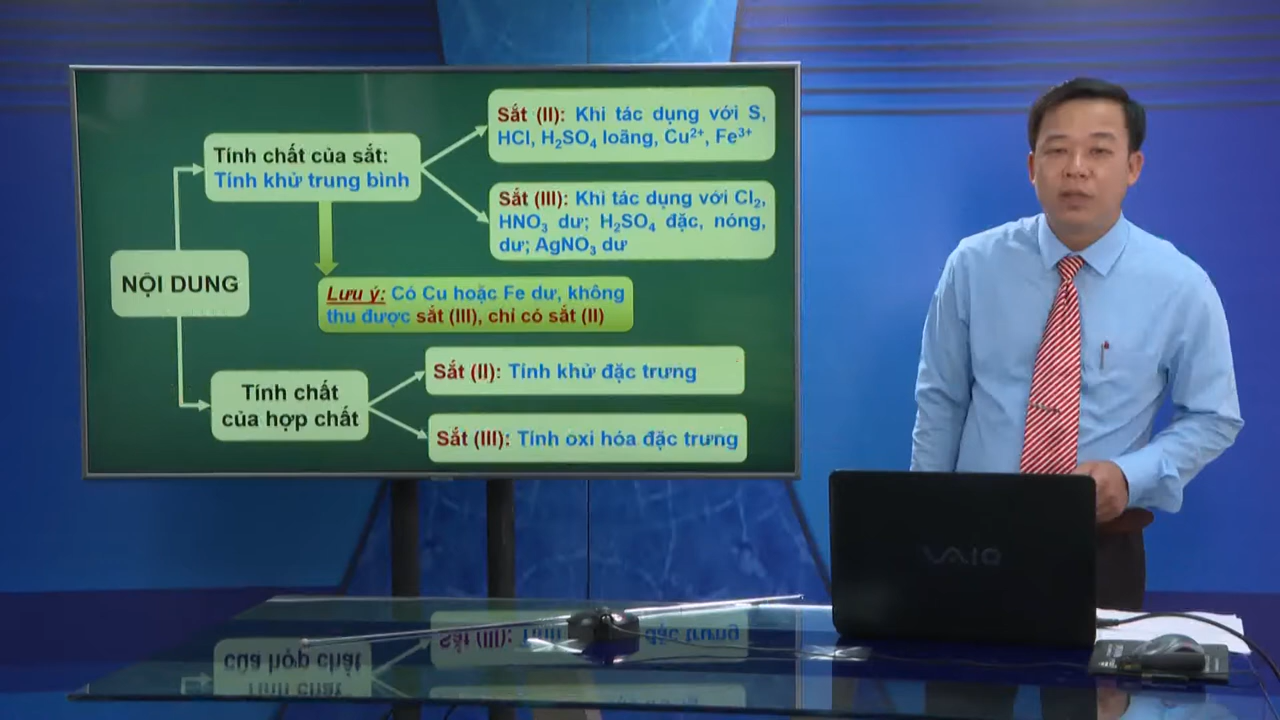 NỘI DUNG
Tính chất của sắt:
Tính khử trung bình
Sắt (II): Khi tác dụng với S,
HCl, H₂SO₄ loãng, Cu²⁺, Fe³⁺
Sắt (III): Khi tác dụng với Cl₂,
HNO₃ dư; H₂SO₄ đặc, nóng,
dư; AgNO₃ dư
Lưu ý: Có Cu hoặc Fe dư, không
thu được sắt (III), chỉ có sắt (II)
Tính chất
của hợp chất
Sắt (II): Tính khử đặc trưng
Sắt (III): Tính oxi hóa đặc trưng
VAIO